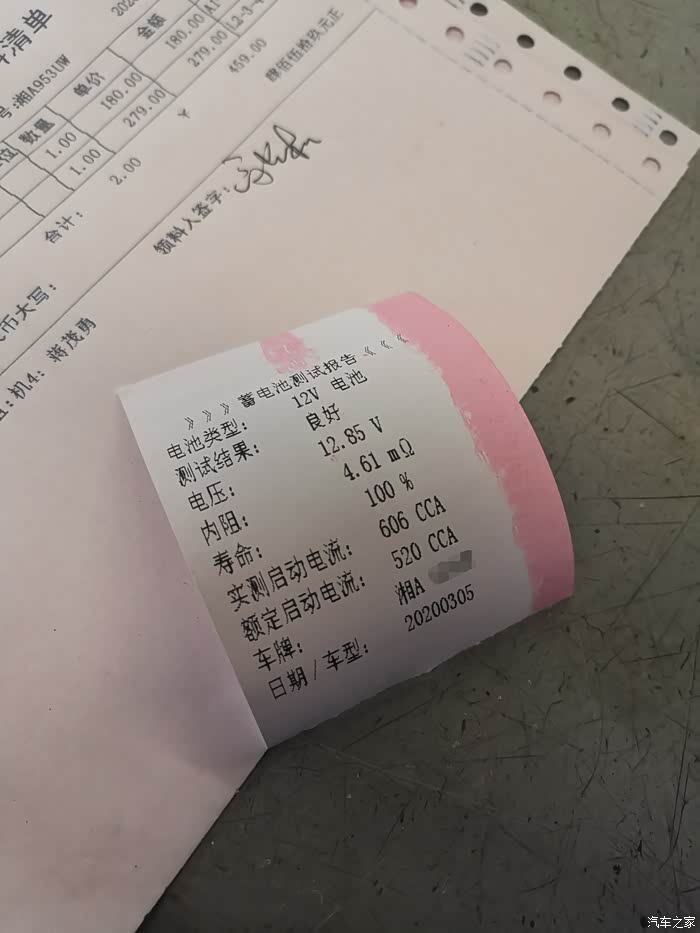 清单
202
号:湘A953UW
位 数量 单价 金额
1.00 180.00 180.00 A1
1.00 279.00 279.00 L2-3-4
合计: 2.00 ¥ 459.00
币大写: 肆佰伍拾玖元正
领料人签字:
机4: 蒋茂勇
》》》蓄电池测试报告《《《
电池类型: 12V 电池
测试结果: 良好
电压: 12.85 V
内阻: 4.61 mΩ
寿命: 100 %
实测启动电流: 606 CCA
额定启动电流: 520 CCA
车牌: 湘A
日期/车型: 20200305
汽车之家